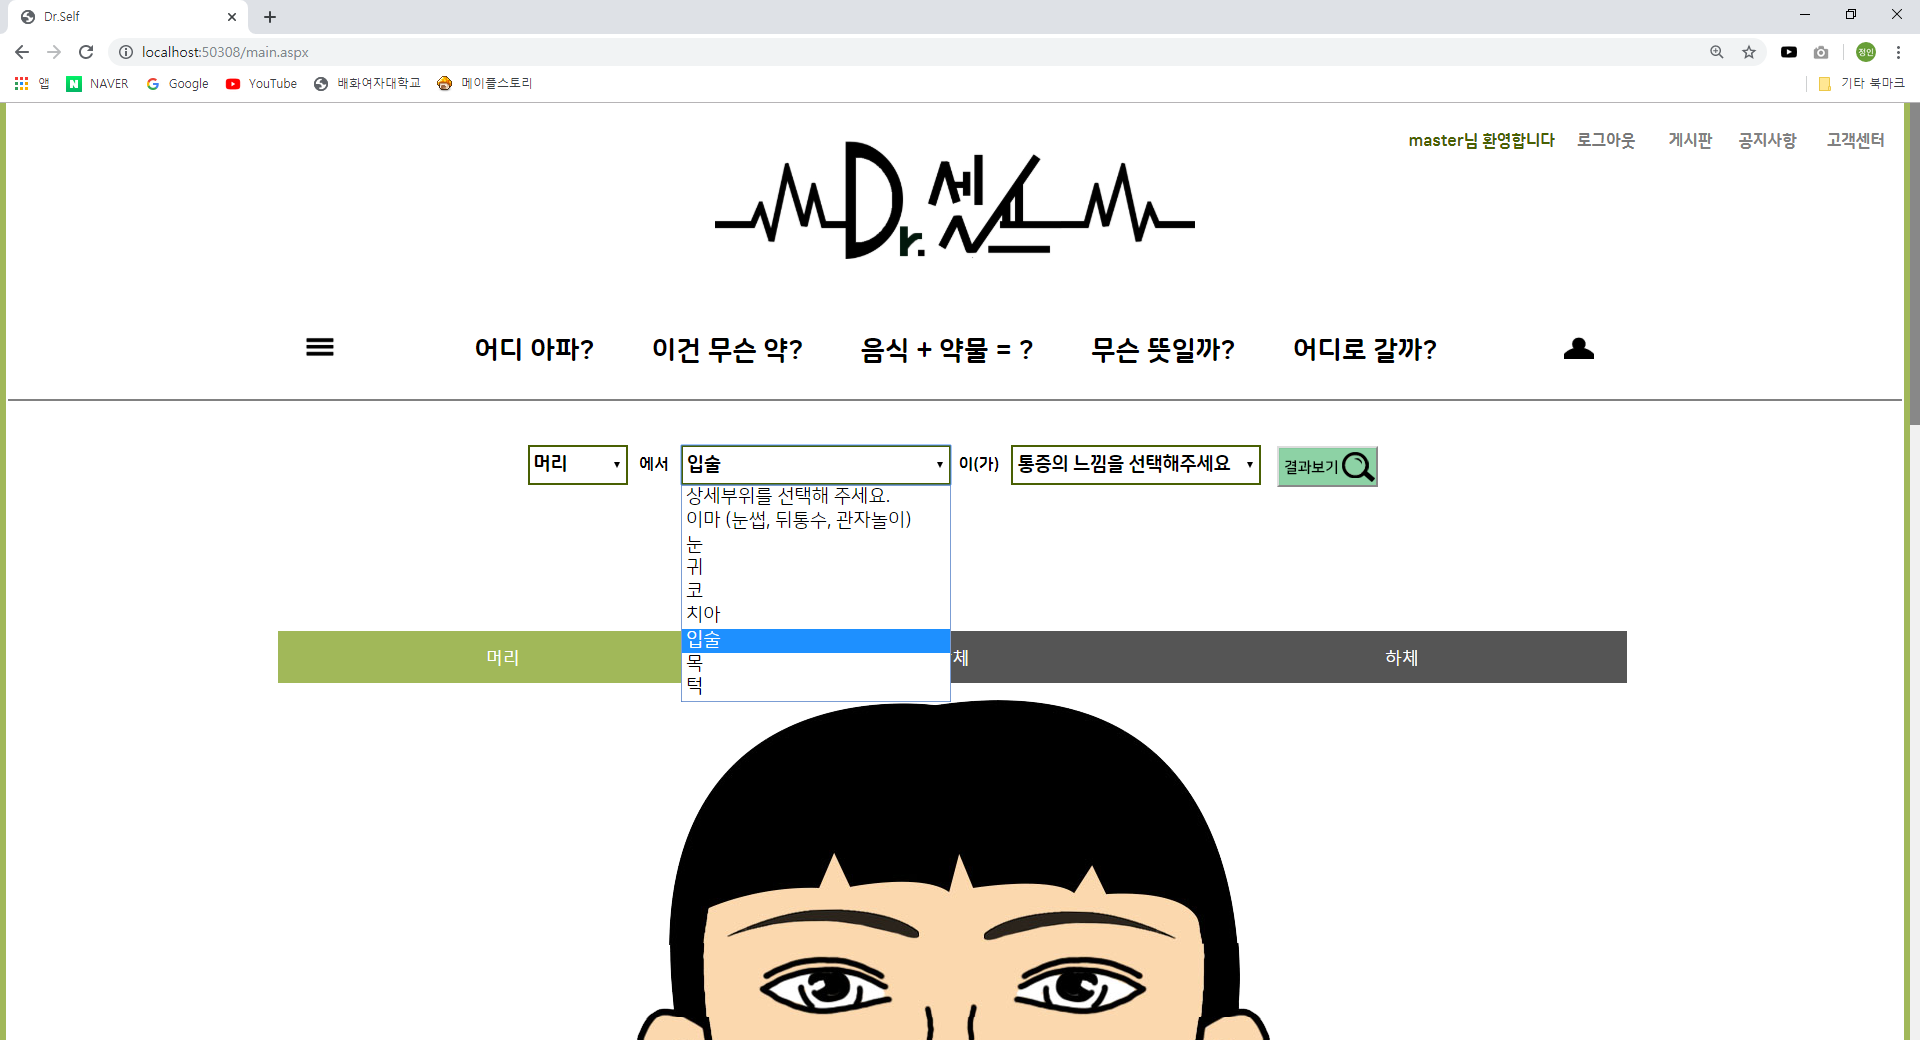 Dr.Self
localhost:50308/main.aspx
정인
앱 NAVER Google YouTube 배화여자대학교 메이플스토리 기타 북마크
master님 환영합니다 로그아웃 게시판 공지사항 고객센터
Dr. 셀프
어디 아파? 이건 무슨 약? 음식 + 약물 = ? 무슨 뜻일까? 어디로 갈까?
머리 에서 입술 이(가) 통증의 느낌을 선택해주세요 결과보기
상세부위를 선택해 주세요.
이마 (눈썹, 뒤통수, 관자놀이)
눈
귀
코
치아
입술
목
턱
머리 체 하체